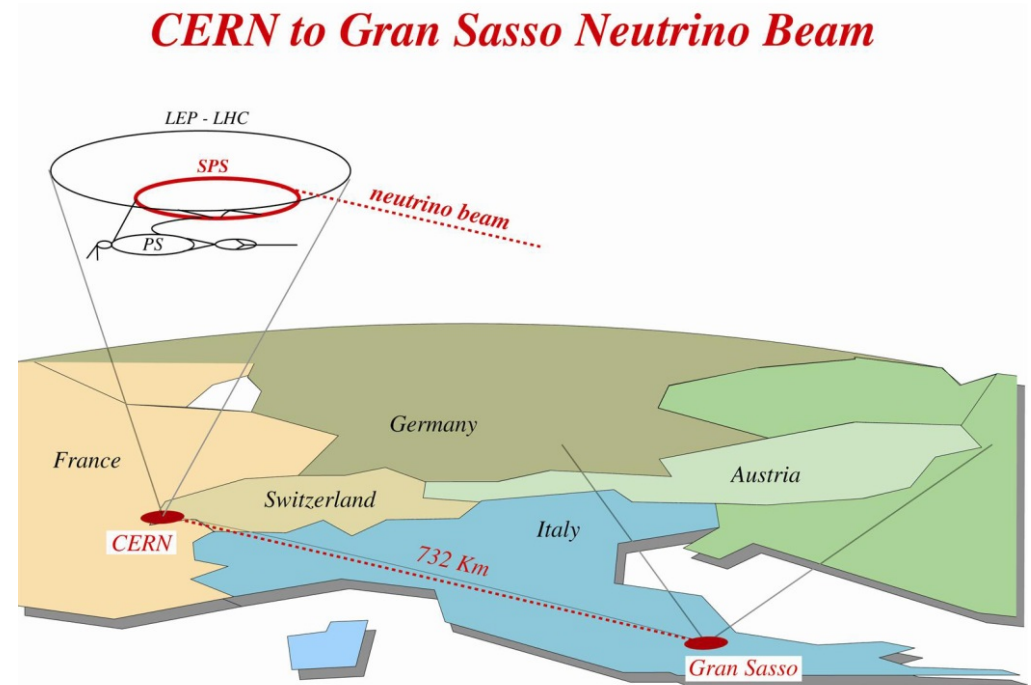 CERN to Gran Sasso Neutrino Beam
LEP - LHC
SPS
neutrino beam
PS
Germany
France
Austria
Switzerland
Italy
CERN
732 Km
Gran Sasso